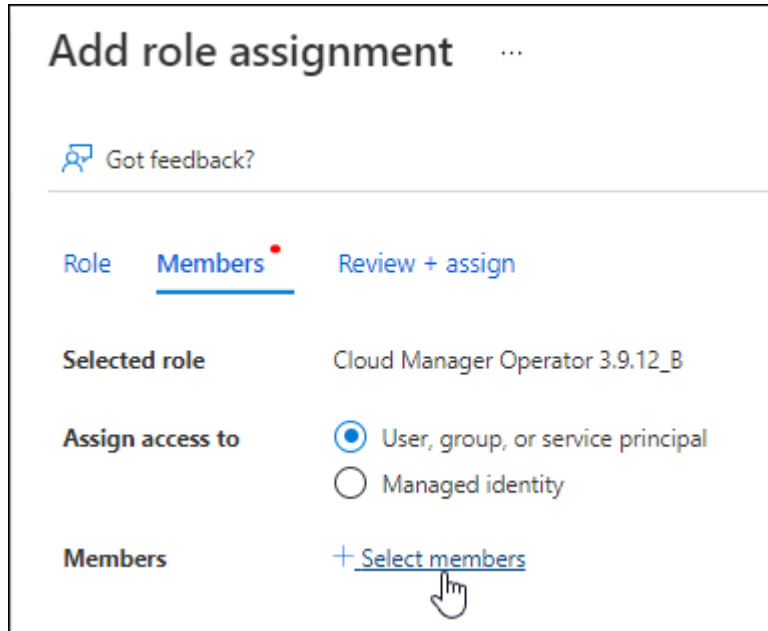 Add role assignment ...
Got feedback?
Role Members Review + assign
Selected role Cloud Manager Operator 3.9.12_B
Assign access to User, group, or service principal
Managed identity
Members + Select members